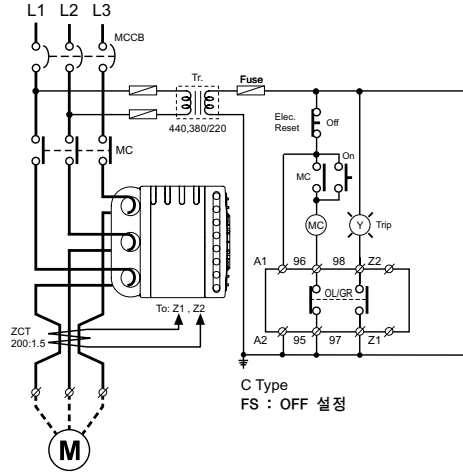 L1 L2 L3
MCCB
Tr.
Fuse
440,380/220
Elec.
Reset
Off
On
MC
MC
MC
Y
Trip
A1 96 98 Z2
OL/GR
A2 95 97 Z1
To: Z1 , Z2
ZCT
200:1.5
C Type
FS : OFF 설정
M